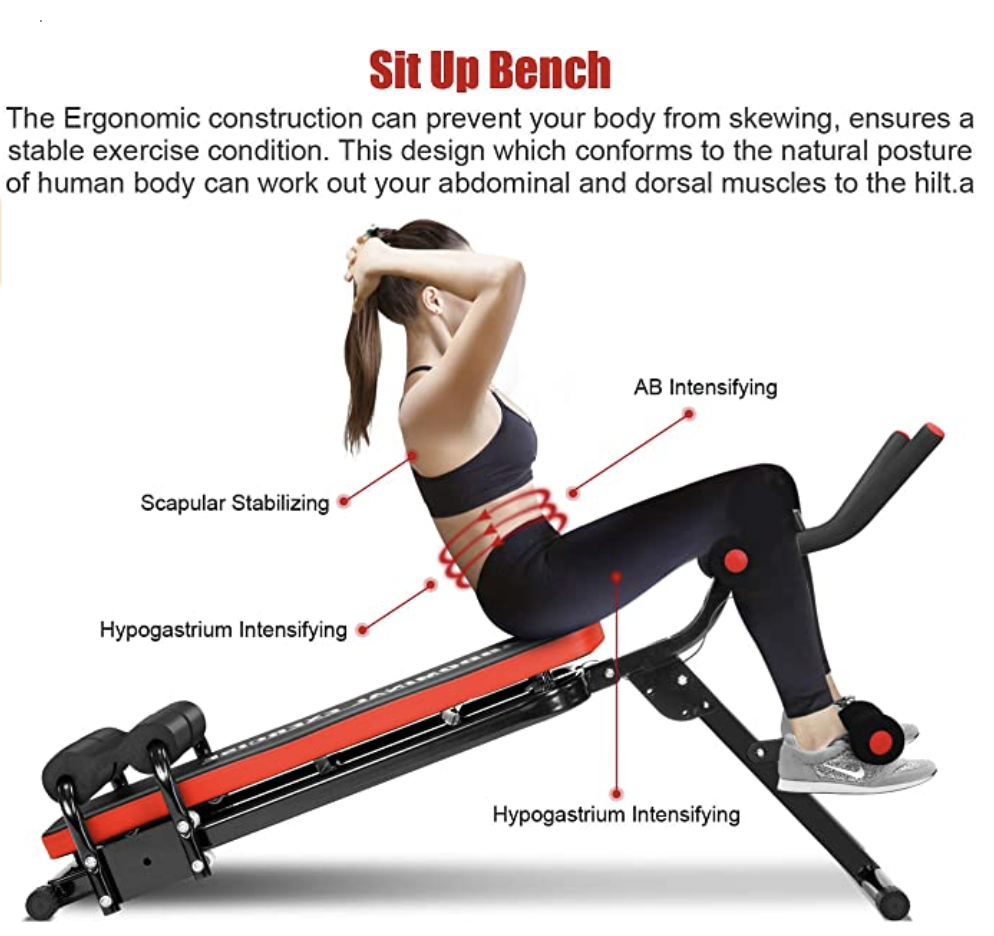 Sit Up Bench
The Ergonomic construction can prevent your body from skewing, ensures a
stable exercise condition. This design which conforms to the natural posture
of human body can work out your abdominal and dorsal muscles to the hilt.a
AB Intensifying
Scapular Stabilizing
Hypogastrium Intensifying
Hypogastrium Intensifying